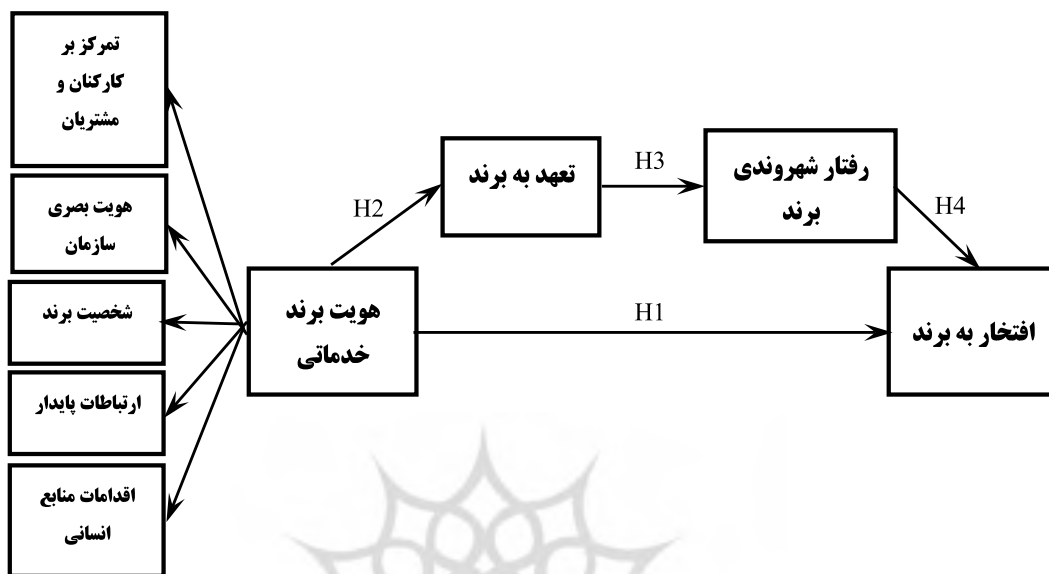 تمرکز بر
کارکنان و
مشتریان
هویت بصری
سازمان
شخصیت برند
ارتباطات پایدار
اقدامات منابع
انسانی
هویت برند
خدماتی
H2
تعهد به برند
H3
رفتار شهروندی
برند
H4
H1
افتخار به برند